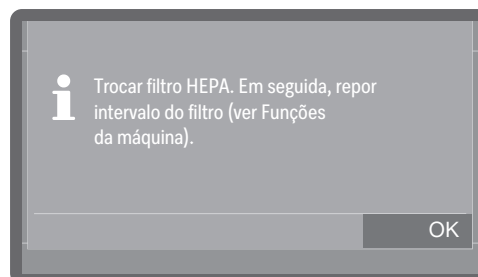 Trocar filtro HEPA. Em seguida, repor
intervalo do filtro (ver Funções
da máquina).
OK